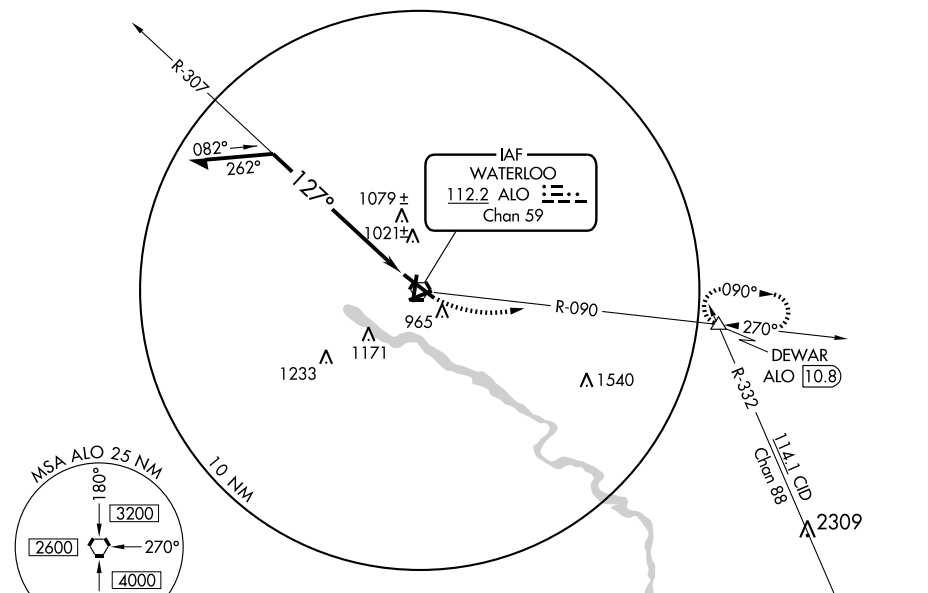 R-307
082°
262°
127°
IAF
WATERLOO
112.2 ALO
Chan 59
1079 ±
1021±
965
R-090
090°
270°
DEWAR
ALO 10.8
1171
1233
1540
R-332
114.1 CID
Chan 88
2309
10 NM
MSA ALO 25 NM
180°
3200
2600
270°
4000